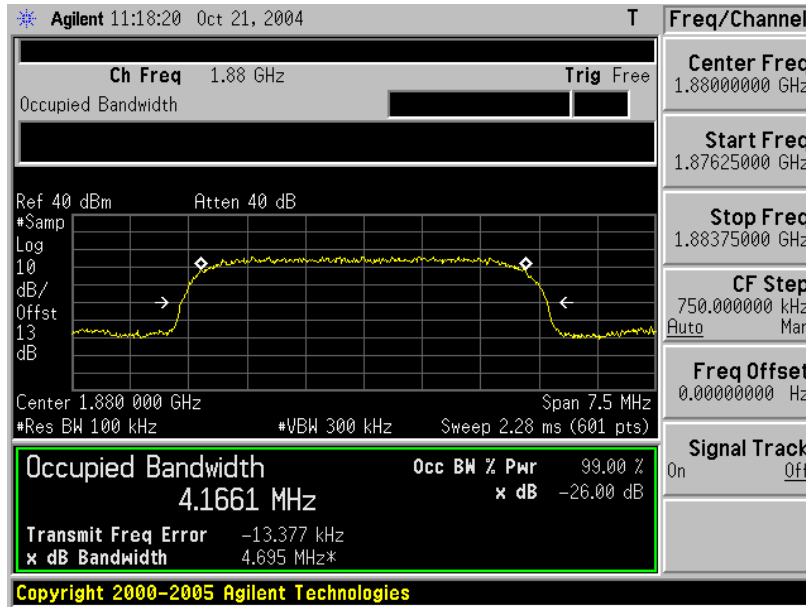 Agilent 11:18:20 Oct 21, 2004 T
Freq/Channel
Ch Freq 1.88 GHz Trig Free
Occupied Bandwidth
Center Freq
1.88000000 GHz
Start Freq
1.87625000 GHz
Stop Freq
1.88375000 GHz
CF Step
750.000000 kHz
Auto Man
Freq Offset
0.00000000 Hz
Signal Track
On Off
Ref 40 dBm Atten 40 dB
#Samp
Log
10
dB/
Offst
13
dB
Center 1.880 000 GHz Span 7.5 MHz
#Res BW 100 kHz #VBW 300 kHz Sweep 2.28 ms (601 pts)
Occupied Bandwidth Occ BW % Pwr 99.00 %
4.1661 MHz x dB -26.00 dB
Transmit Freq Error -13.377 kHz
x dB Bandwidth 4.695 MHz*
Copyright 2000-2005 Agilent Technologies